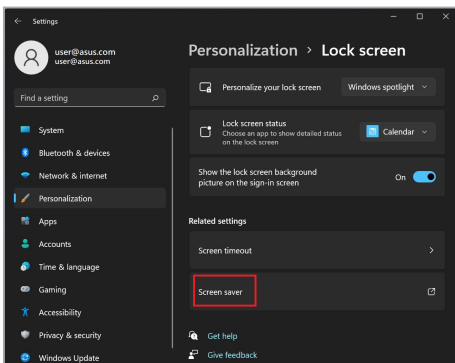 Settings
user@asus.com
user@asus.com
Find a setting
System
Bluetooth & devices
Network & internet
Personalization
Apps
Accounts
Time & language
Gaming
Accessibility
Privacy & security
Windows Update
Personalization > Lock screen
Personalize your lock screen
Windows spotlight
Lock screen status
Choose an app to show detailed status
on the lock screen
Calendar
Show the lock screen background
picture on the sign-in screen
On
Related settings
Screen timeout
Screen saver
Get help
Give feedback